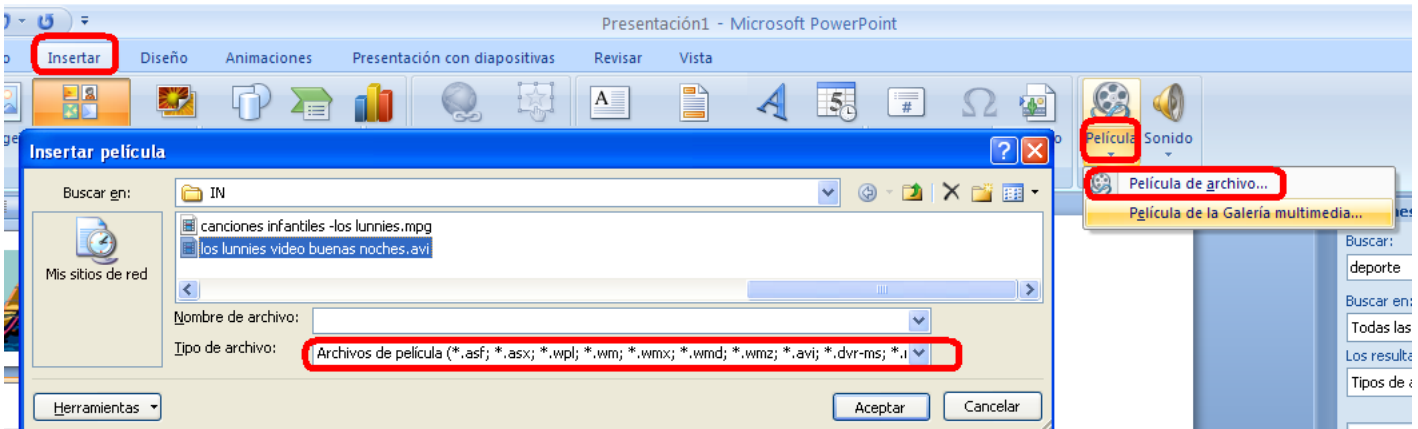 Presentación1 - Microsoft PowerPoint
Insertar Diseño Animaciones Presentación con diapositivas Revisar Vista
A 5 # Ω
Película Sonido
Película de archivo...
Película de la Galería multimedia...
Insertar película
Buscar en: IN
canciones infantiles -los lunnies.mpg
los lunnies video buenas noches.avi
Mis sitios de red
Nombre de archivo:
Tipo de archivo: Archivos de película (*.asf; *.asx; *.wpl; *.wm; *.wmx; *.wmd; *.wmz; *.avi; *.dvr-ms;
Herramientas Aceptar Cancelar
Buscar:
deporte
Buscar en:
Todas las
Los
Tipos de